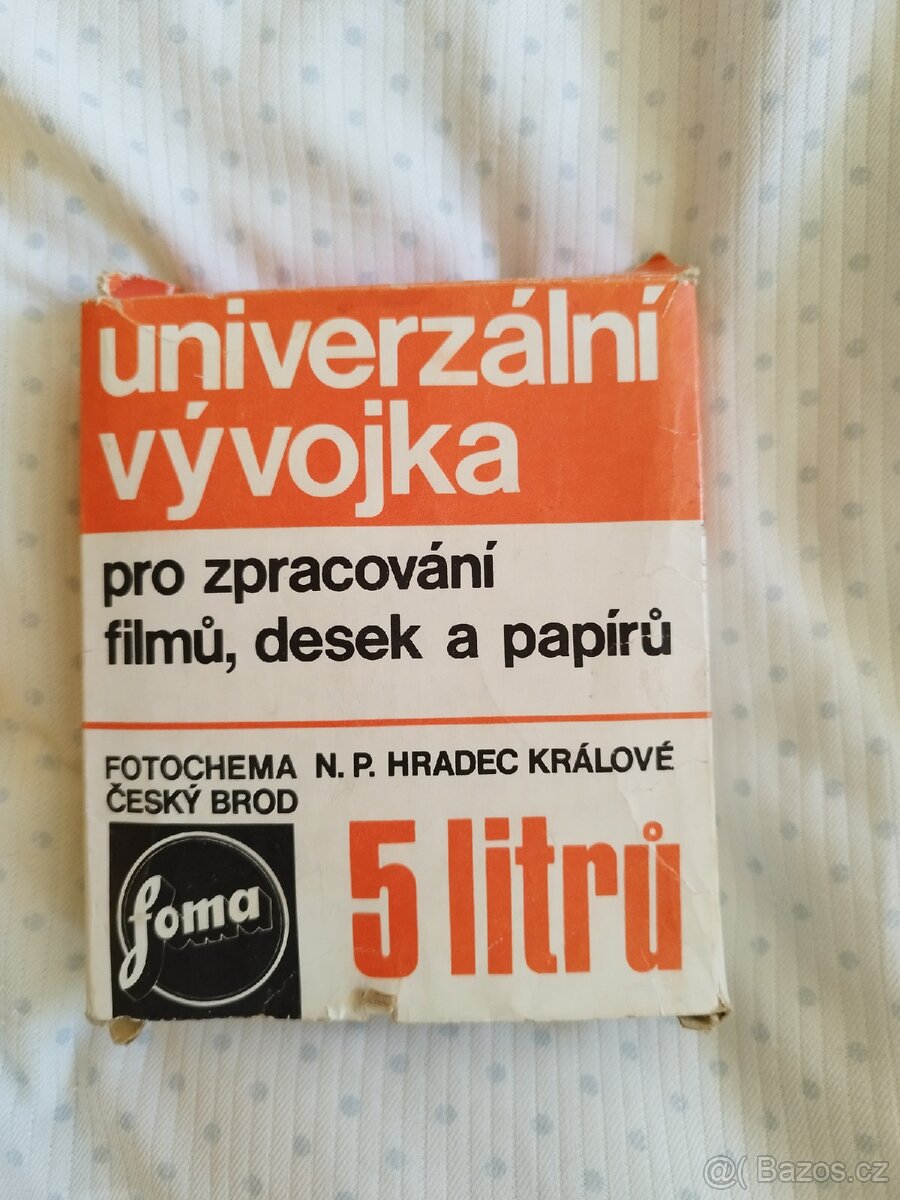 univerzální
vývojka
pro zpracování
filmů, desek a papírů
FOTOCHEMA N. P. HRADEC KRÁLOVÉ
ČESKÝ BROD
foma
5 litrů
@( Bazos.cz